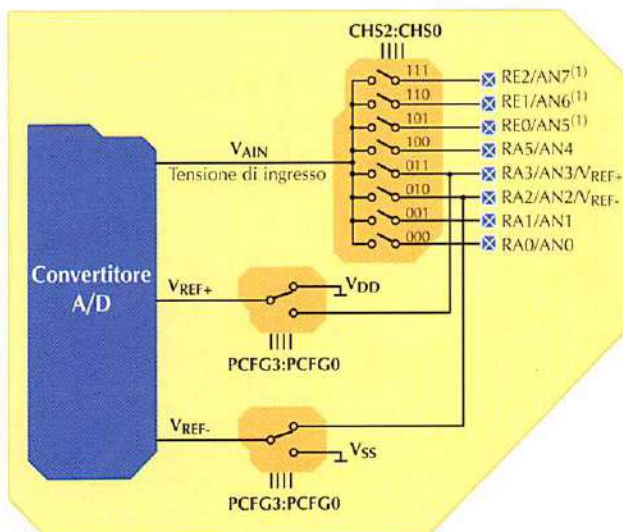 CHS2:CHS0
111 RE2/AN7(1)
110 RE1/AN6(1)
101 RE0/AN5(1)
100 RA5/AN4
011 RA3/AN3/VREF+
010 RA2/AN2/VREF-
001 RA1/AN1
000 RA0/AN0
VAIN
Tensione di ingresso
Convertitore
A/D
VREF+
VDD
PCFG3:PCFG0
VREF-
VSS
PCFG3:PCFG0